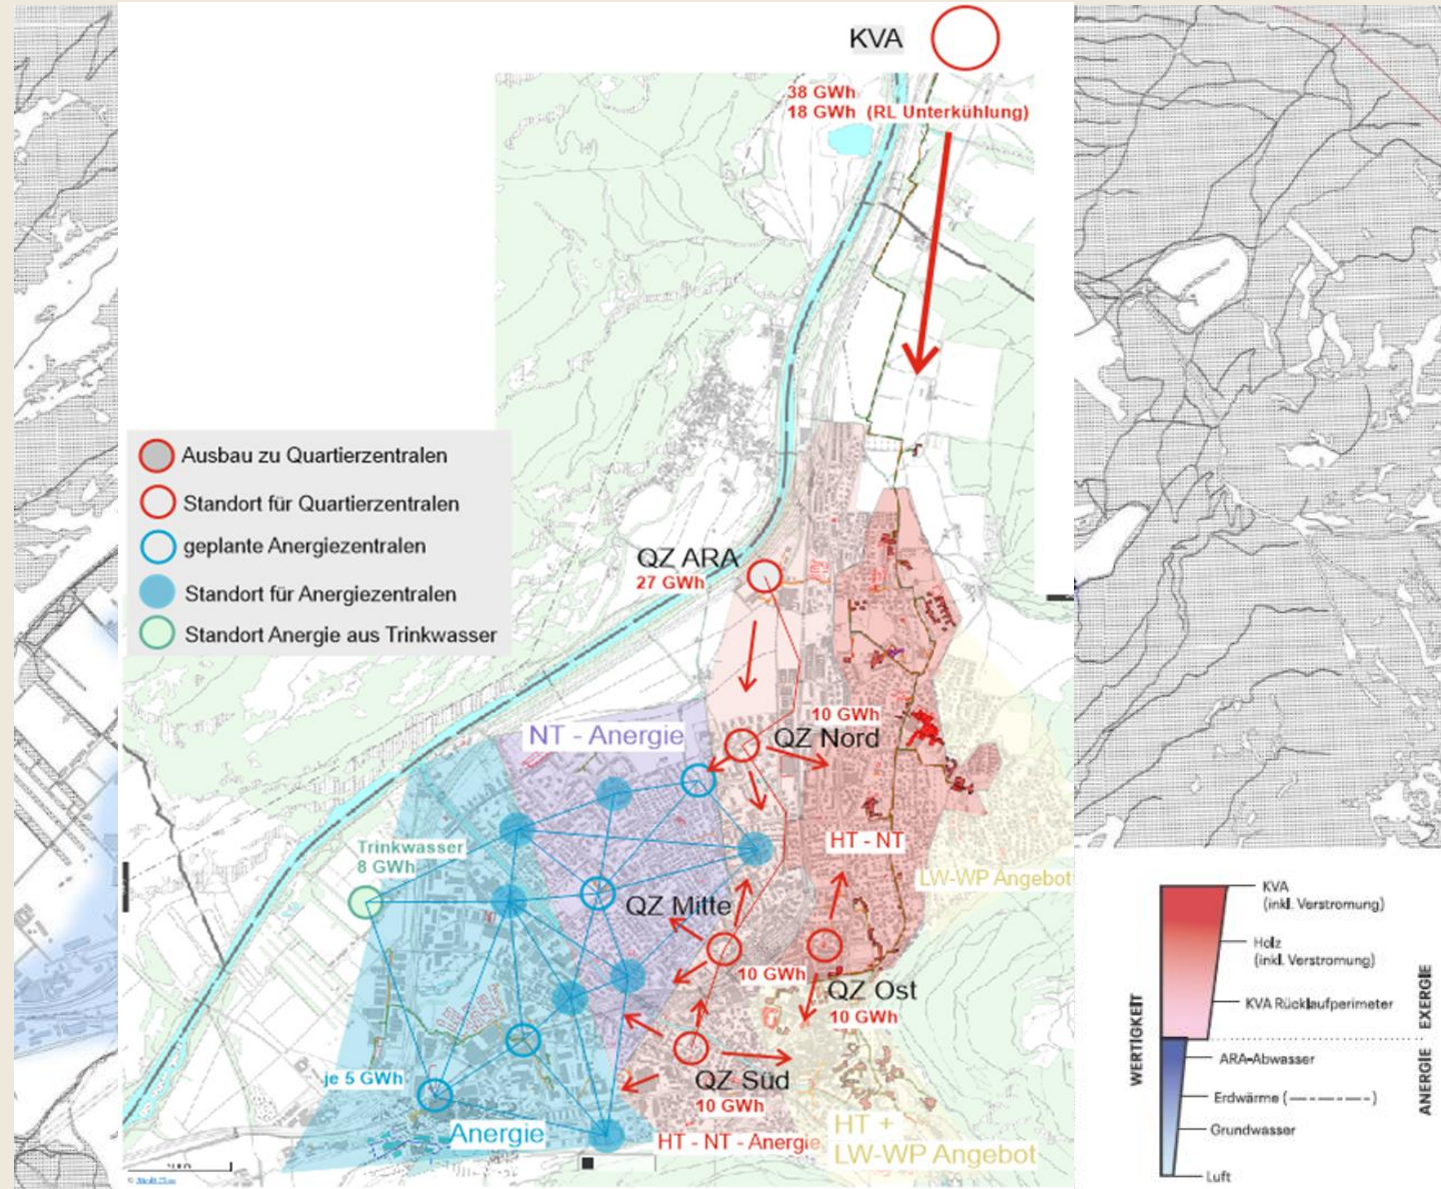 KVA
38 GWh
18 GWh (RL Unterkühlung)
Ausbau zu Quartierzentralen
Standort für Quartierzentralen
geplante Anergiezentralen
Standort für Anergiezentralen
Standort Anergie aus Trinkwasser
QZ ARA
27 GWh
NT - Anergie
10 GWh
QZ Nord
Trinkwasser
8 GWh
HT - NT
LW-WP Angebot
QZ Mitte
10 GWh
QZ Ost
10 GWh
je 5 GWh
QZ Süd
10 GWh
Anergie
HT - NT - Anergie
HT +
LW-WP Angebot
KVA
(inkl. Verstromung)
Holz
(inkl. Verstromung)
KVA Rücklaufperimeter
ARA-Abwasser
Erdwärme ( )
Grundwasser
Luft
WERTIGKEIT
EXERGIE
ANERGIE